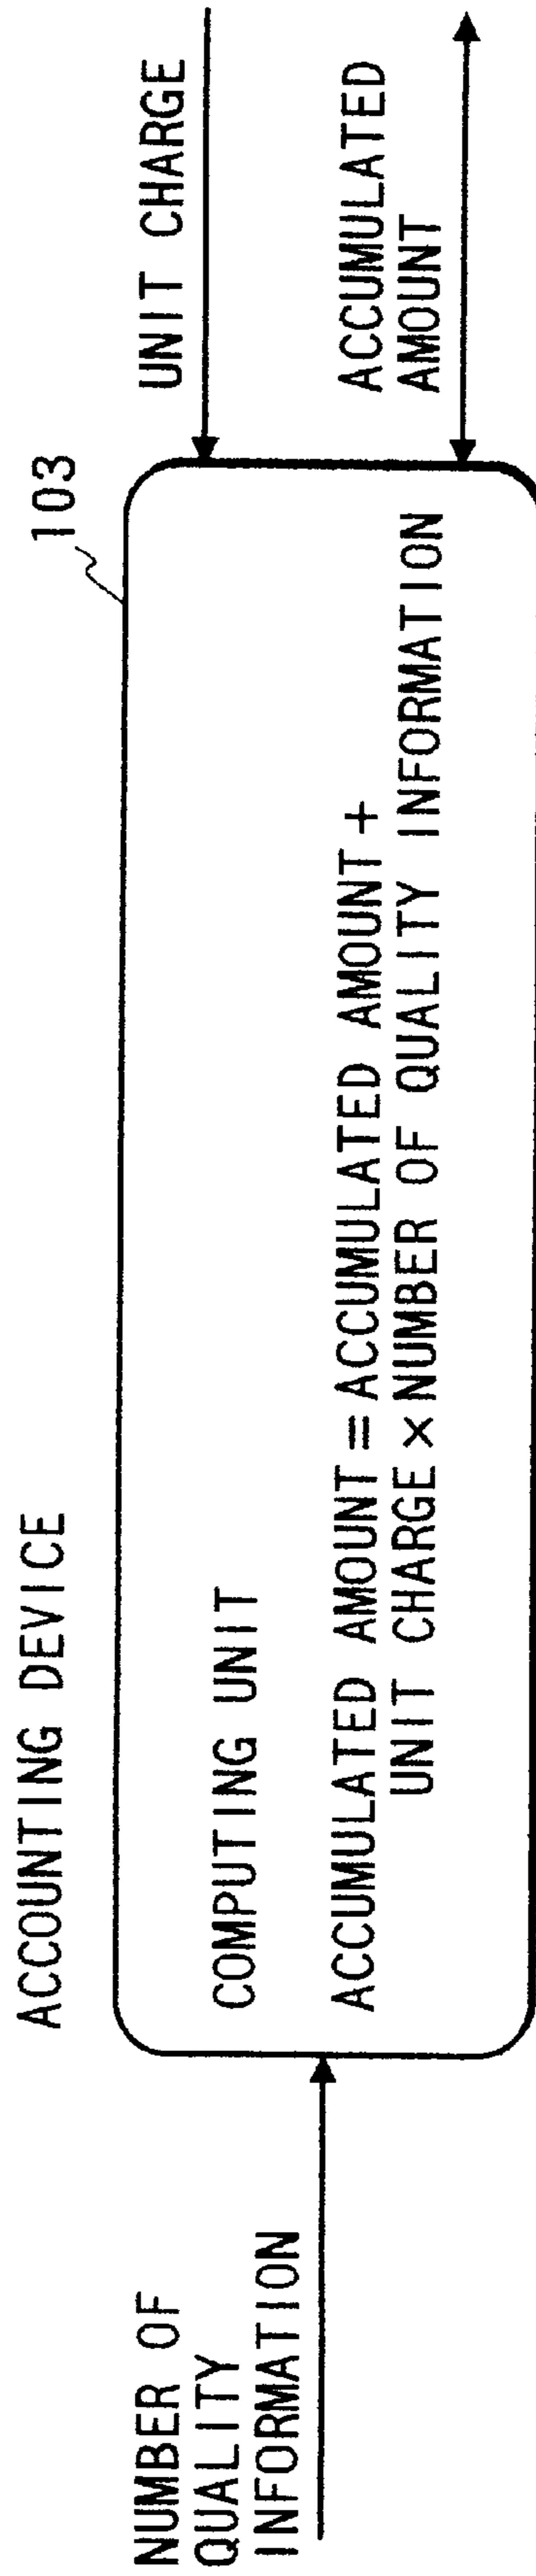 ACCOUNTING DEVICE
103
NUMBER OF
QUALITY
INFORMATION
COMPUTING UNIT
ACCUMULATED AMOUNT=ACCUMULATED AMOUNT+
UNIT CHARGE×NUMBER OF QUALITY INFORMATION
UNIT CHARGE
ACCUMULATED
AMOUNT